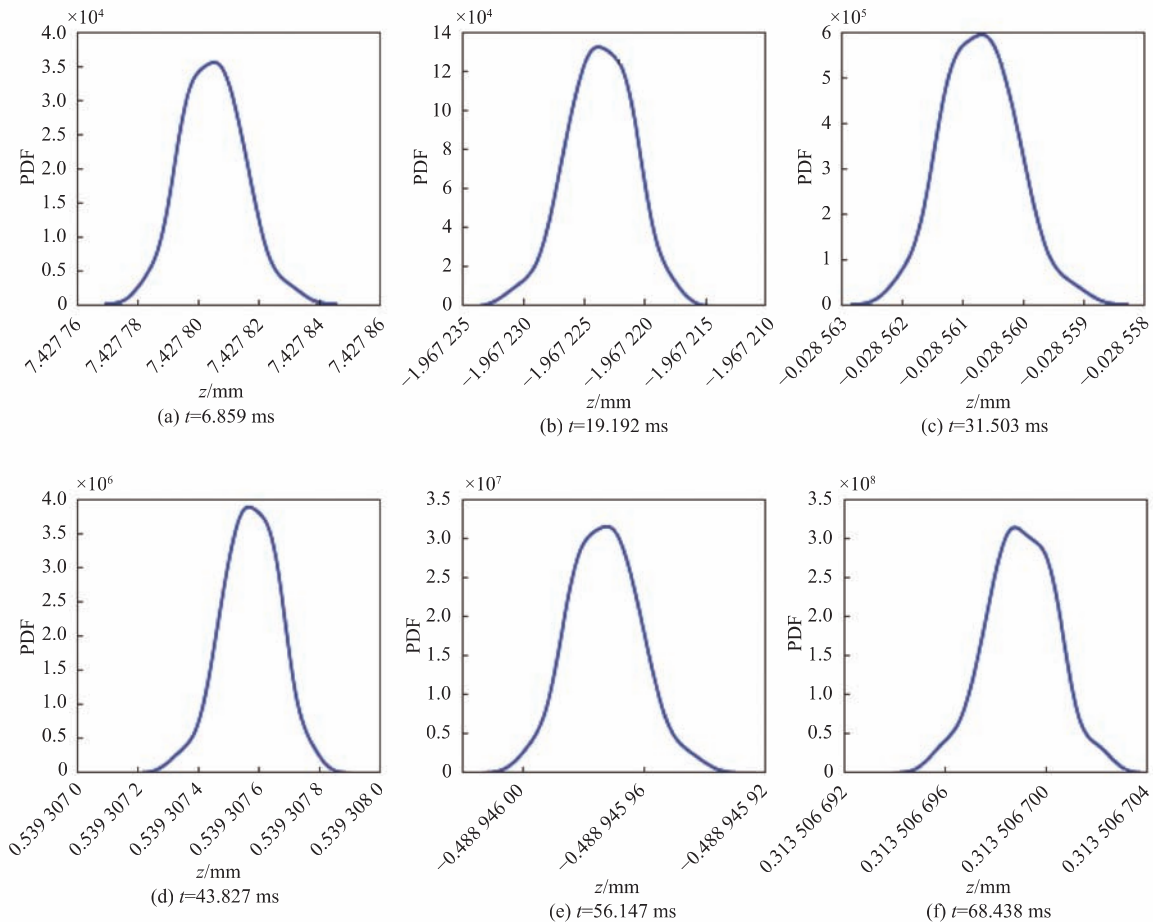 ×10⁴
4.0
3.5
3.0
2.5
2.0
1.5
1.0
0.5
0
PDF
7.427 76
7.427 78
7.427 80
7.427 82
7.427 84
7.427 86
z/mm
(a) t=6.859 ms
×10⁴
14
12
10
8
6
4
2
0
PDF
−1.967 235
−1.967 230
−1.967 225
−1.967 220
−1.967 215
−1.967 210
z/mm
(b) t=19.192 ms
×10⁵
6
5
4
3
2
1
0
PDF
−0.028 563
−0.028 562
−0.028 561
−0.028 560
−0.028 559
−0.028 558
z/mm
(c) t=31.503 ms
×10⁶
4.0
3.5
3.0
2.5
2.0
1.5
1.0
0.5
0
PDF
0.539 307 0
0.539 307 2
0.539 307 4
0.539 307 6
0.539 307 8
0.539 308 0
z/mm
(d) t=43.827 ms
×10⁷
3.5
3.0
2.5
2.0
1.5
1.0
0.5
0
PDF
−0.488 946 00
−0.488 945 96
−0.488 945 92
z/mm
(e) t=56.147 ms
×10⁸
3.5
3.0
2.5
2.0
1.5
1.0
0.5
0
PDF
0.313 506 692
0.313 506 696
0.313 506 700
0.313 506 704
z/mm
(f) t=68.438 ms